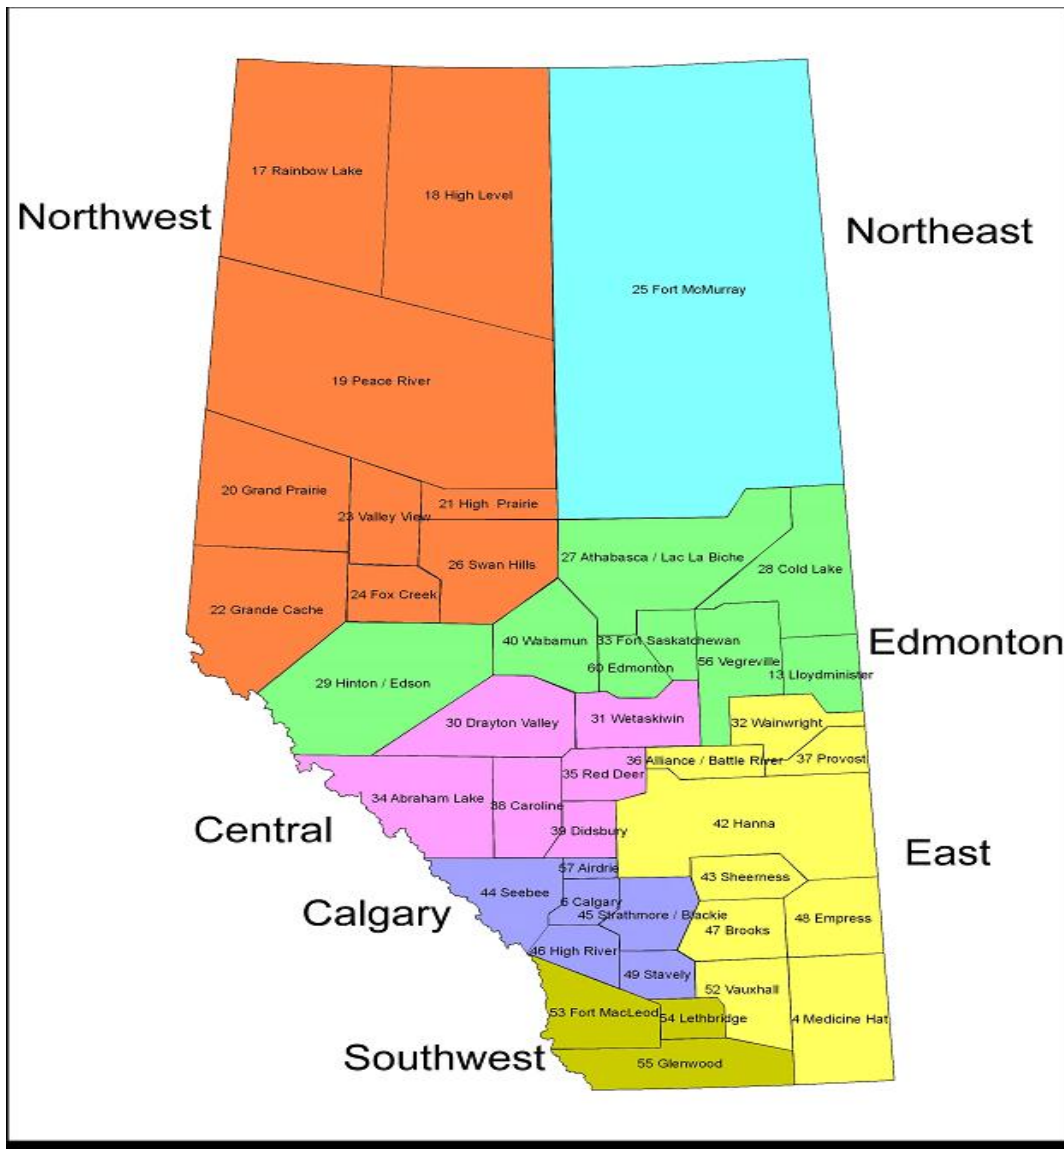 17 Rainbow Lake
18 High Level
Northwest
Northeast
25 Fort McMurray
19 Peace River
20 Grand Prairie
21 High Prairie
23 Valley View
27 Athabasca / Lac La Biche
26 Swan Hills
28 Cold Lake
24 Fox Creek
22 Grande Cache
40 Wabamun
33 Fort Saskatchewan
Edmonton
60 Edmonton
56 Vegreville
13 Lloydminister
29 Hinton / Edson
30 Drayton Valley
31 Wetaskiwin
32 Wainwright
36 Alliance / Battle River
37 Provost
35 Red Deer
34 Abraham Lake
38 Caroline
Central
39 Didsbury
42 Hanna
East
57 Airdrie
43 Sheerness
44 Seebee
6 Calgary
Calgary
45 Strathmore / Blackie
48 Empress
47 Brooks
46 High River
49 Stavely
52 Vauxhall
53 Fort MacLeod
54 Lethbridge
4 Medicine Hat
Southwest
55 Glenwood